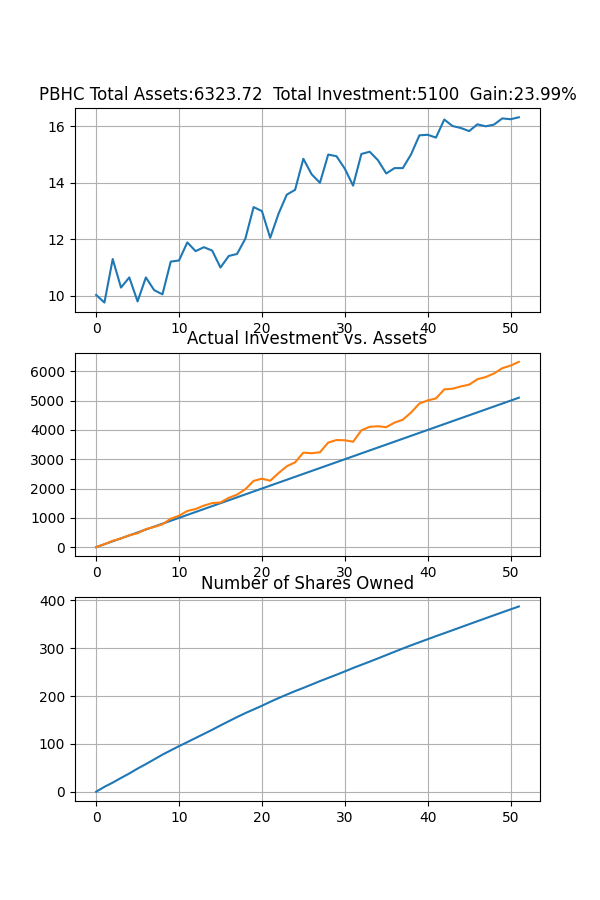 PBHC Total Assets:6323.72  Total Investment:5100  Gain:23.99%
16
14
12
10
0 10 20 30 40 50
Actual Investment vs. Assets
6000
5000
4000
3000
2000
1000
0
0 10 20 30 40 50
Number of Shares Owned
400
300
200
100
0
0 10 20 30 40 50